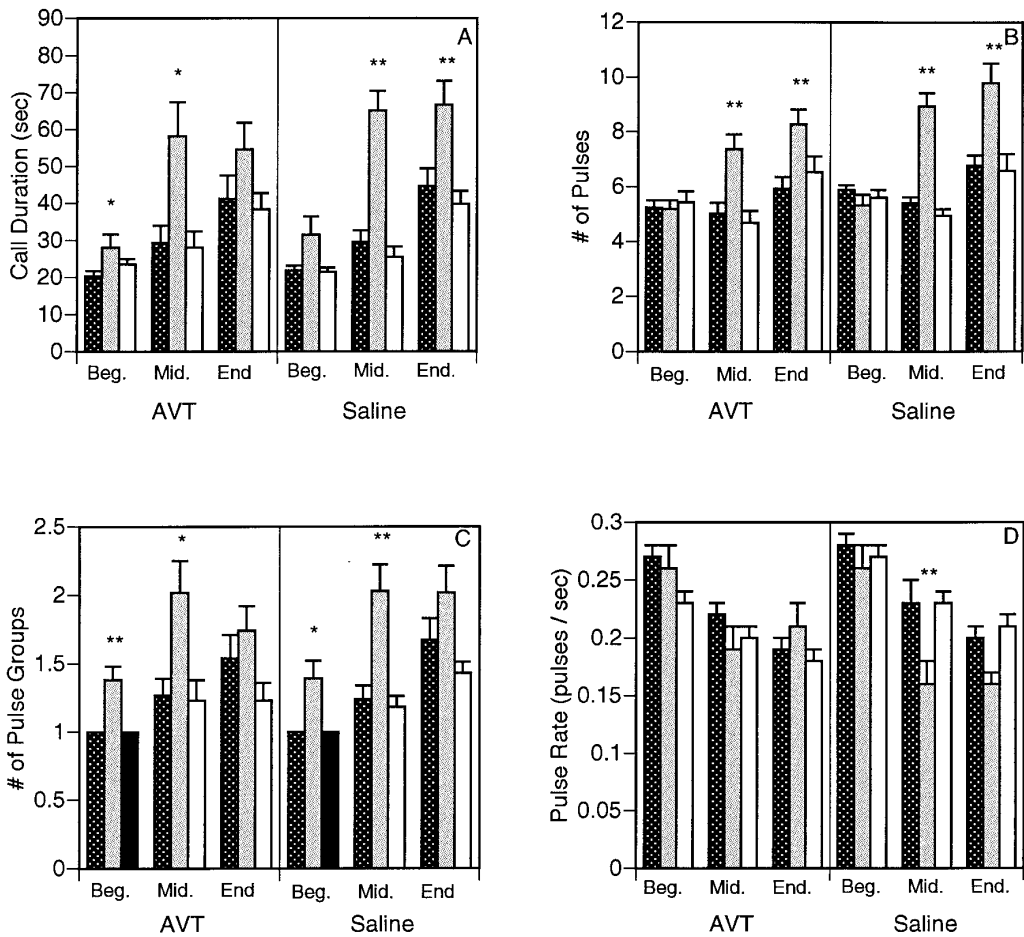 A
Call Duration (sec)
90
80
70
60
50
40
30
20
10
0
*
*
**
**
Beg. Mid. End Beg. Mid. End.
AVT Saline
B
# of Pulses
12
10
8
6
4
2
0
**
**
**
**
Beg. Mid. End Beg. Mid. End
AVT Saline
C
# of Pulse Groups
2.5
2
1.5
1
0.5
0
**
*
*
**
Beg. Mid. End Beg. Mid. End.
AVT Saline
D
Pulse Rate (pulses / sec)
0.3
0.25
0.2
0.15
0.1
0.05
0
**
Beg. Mid. End. Beg. Mid. End.
AVT Saline